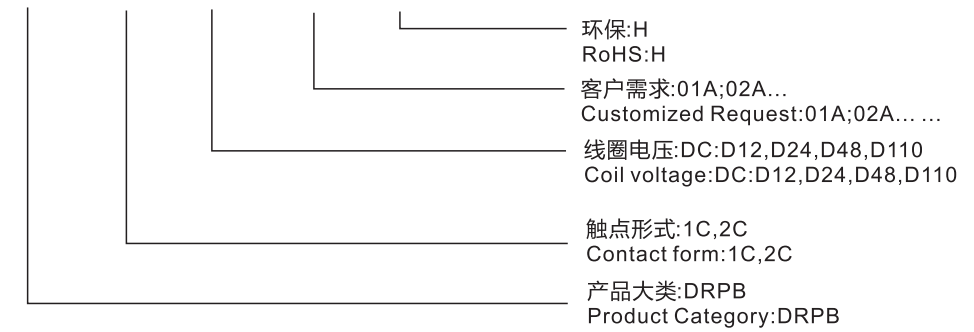 环保:H
RoHS:H
客户需求:01A;02A...
Customized Request:01A;02A... ...
线圈电压:DC:D12,D24,D48,D110
Coil voltage:DC:D12,D24,D48,D110
触点形式:1C,2C
Contact form:1C,2C
产品大类:DRPB
Product Category:DRPB